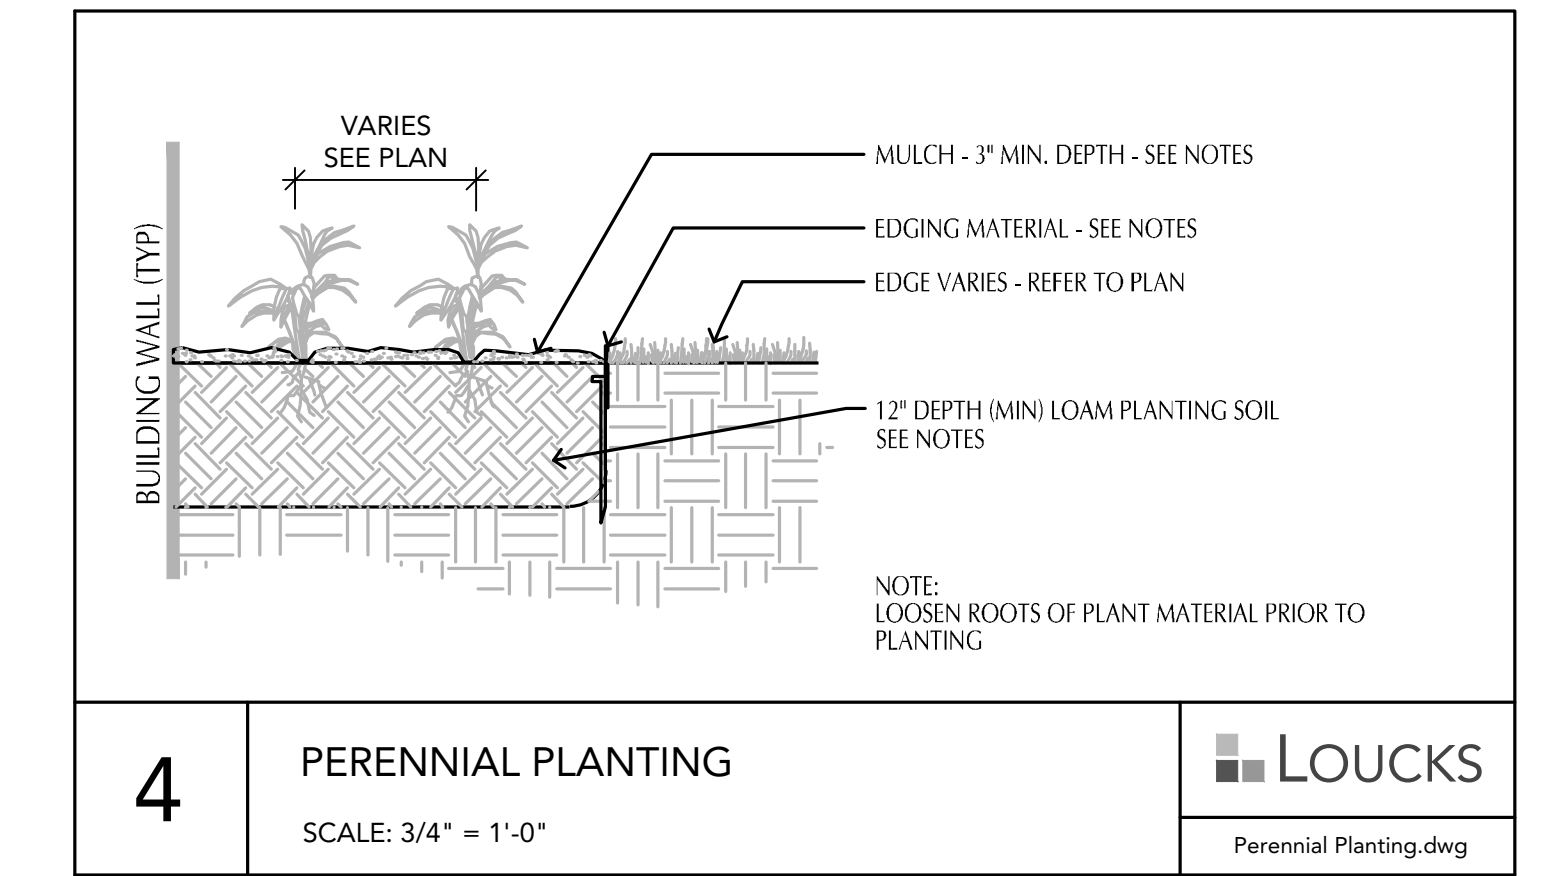 VARIES
SEE PLAN
BUILDING WALL (TYP)
MULCH - 3" MIN. DEPTH - SEE NOTES
EDGING MATERIAL - SEE NOTES
EDGE VARIES - REFER TO PLAN
12" DEPTH (MIN) LOAM PLANTING SOIL
SEE NOTES
NOTE:
LOOSEN ROOTS OF PLANT MATERIAL PRIOR TO
PLANTING
4
PERENNIAL PLANTING
SCALE: 3/4" = 1'-0"
LOUCKS
Perennial Planting.dwg